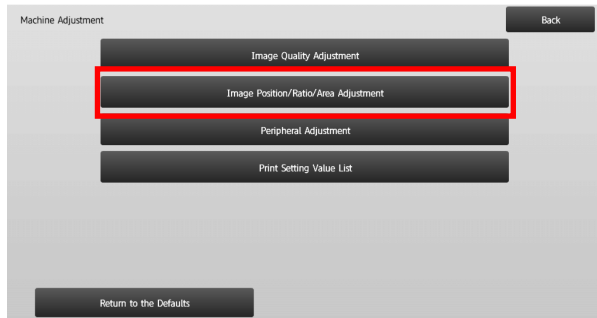 Machine Adjustment
Back
Image Quality Adjustment
Image Position/Ratio/Area Adjustment
Peripheral Adjustment
Print Setting Value List
Return to the Defaults